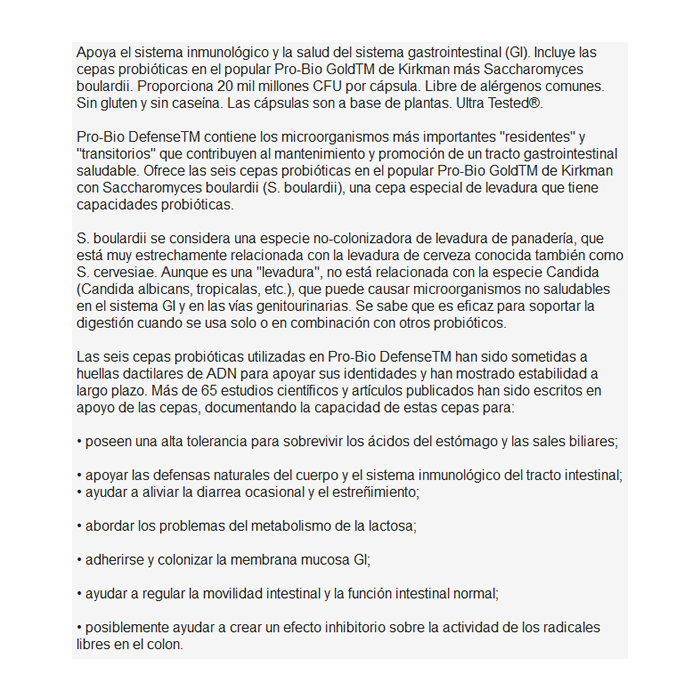 Apoya el sistema inmunológico y la salud del sistema gastrointestinal (GI). Incluye las
cepas probióticas en el popular Pro-Bio GoldTM de Kirkman más Saccharomyces
boulardii. Proporciona 20 mil millones CFU por cápsula. Libre de alérgenos comunes.
Sin gluten y sin caseína. Las cápsulas son a base de plantas. Ultra Tested®.
Pro-Bio DefenseTM contiene los microorganismos más importantes "residentes" y
"transitorios" que contribuyen al mantenimiento y promoción de un tracto gastrointestinal
saludable. Ofrece las seis cepas probióticas en el popular Pro-Bio GoldTM de Kirkman
con Saccharomyces boulardii (S. boulardii), una cepa especial de levadura que tiene
capacidades probióticas.
S. boulardii se considera una especie no-colonizadora de levadura de panadería, que
está muy estrechamente relacionada con la levadura de cerveza conocida también como
S. cervesiae. Aunque es una "levadura", no está relacionada con la especie Candida
(Candida albicans, tropicalas, etc.), que puede causar microorganismos no saludables
en el sistema GI y en las vías genitourinarias. Se sabe que es eficaz para soportar la
digestión cuando se usa solo o en combinación con otros probióticos.
Las seis cepas probióticas utilizadas en Pro-Bio DefenseTM han sido sometidas a
huellas dactilares de ADN para apoyar sus identidades y han mostrado estabilidad a
largo plazo. Más de 65 estudios científicos y artículos publicados han sido escritos en
apoyo de las cepas, documentando la capacidad de estas cepas para:
• poseen una alta tolerancia para sobrevivir los ácidos del estómago y las sales biliares;
• apoyar las defensas naturales del cuerpo y el sistema inmunológico del tracto intestinal;
• ayudar a aliviar la diarrea ocasional y el estreñimiento;
• abordar los problemas del metabolismo de la lactosa;
• adherirse y colonizar la membrana mucosa GI;
• ayudar a regular la movilidad intestinal y la función intestinal normal;
• posiblemente ayudar a crear un efecto inhibitorio sobre la actividad de los radicales
libres en el colon.